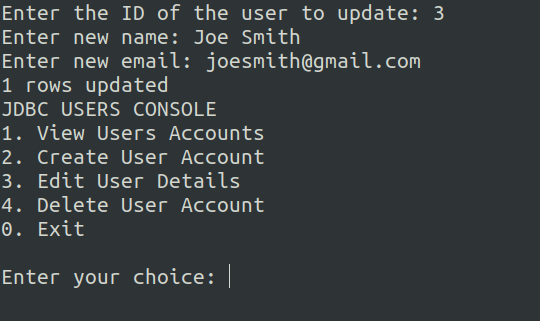 Enter the ID of the user to update: 3
Enter new name: Joe Smith
Enter new email: joesmith@gmail.com
1 rows updated
JDBC USERS CONSOLE
1. View Users Accounts
2. Create User Account
3. Edit User Details
4. Delete User Account
0. Exit
Enter your choice: